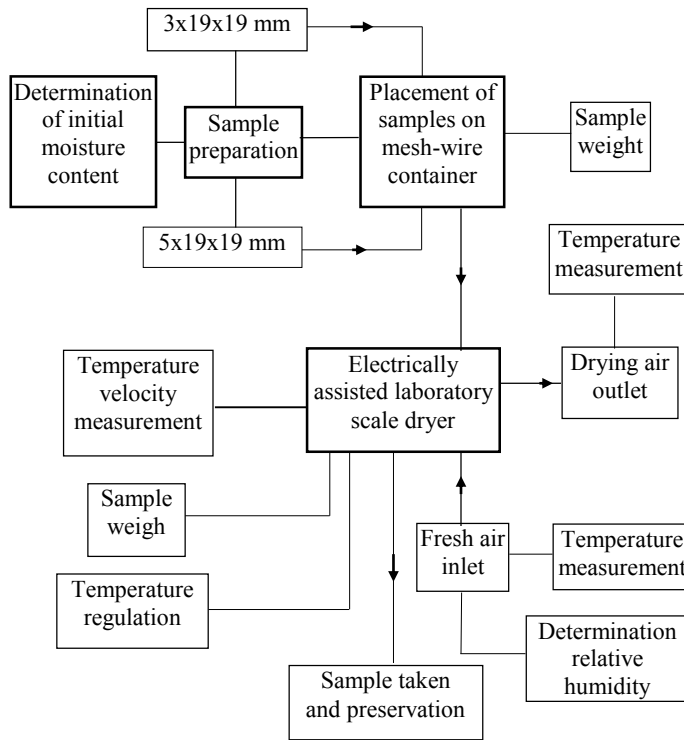 3x19x19 mm
Determination
of initial
moisture
content
Sample
preparation
Placement of
samples on
mesh-wire
container
Sample
weight
5x19x19 mm
Temperature
measurement
Temperature
velocity
measurement
Electrically
assisted laboratory
scale dryer
Drying air
outlet
Sample
weigh
Fresh air
inlet
Temperature
measurement
Temperature
regulation
Determination
relative
humidity
Sample taken
and preservation